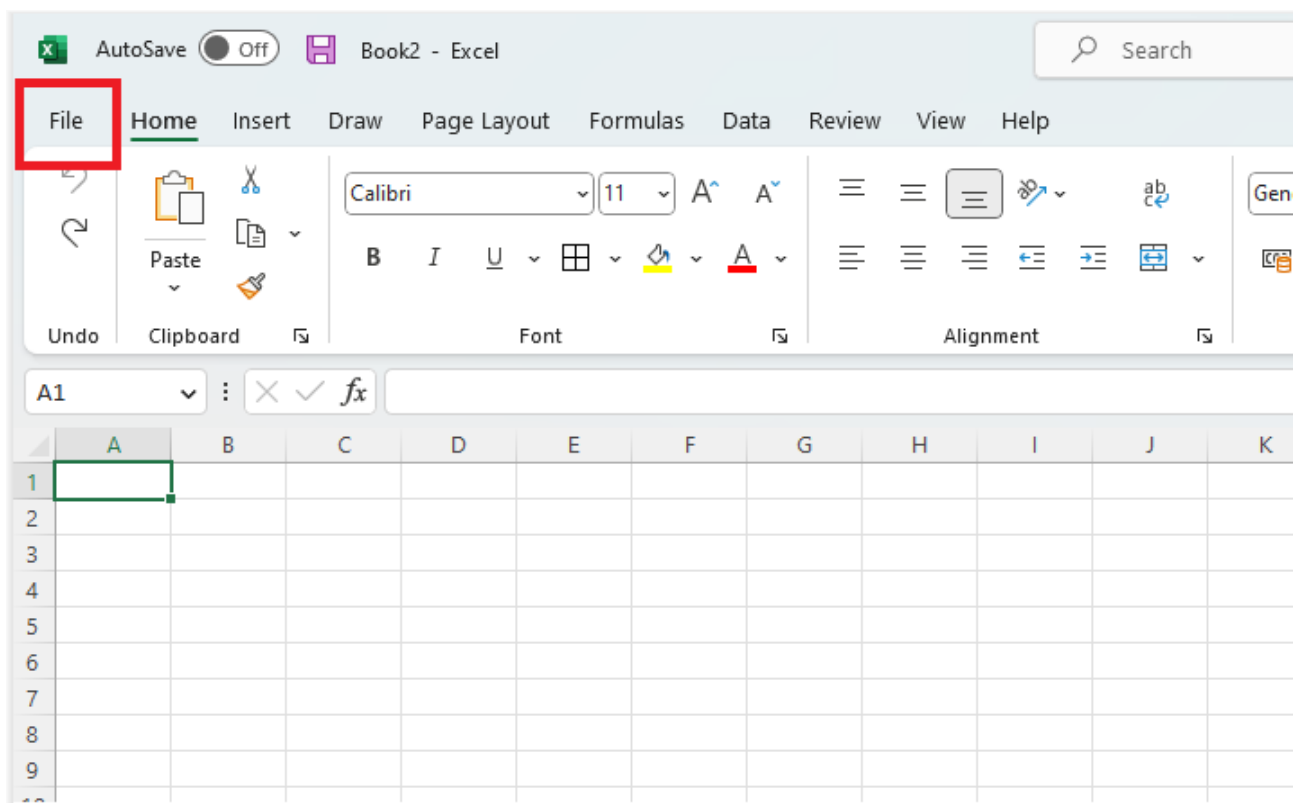 AutoSave Off Book2 - Excel Search
File Home Insert Draw Page Layout Formulas Data Review View Help
Calibri 11 A A ab Gen
Paste B I U A c
Undo Clipboard Font Alignment
A1 fx
A B C D E F G H I J K
1
2
3
4
5
6
7
8
9